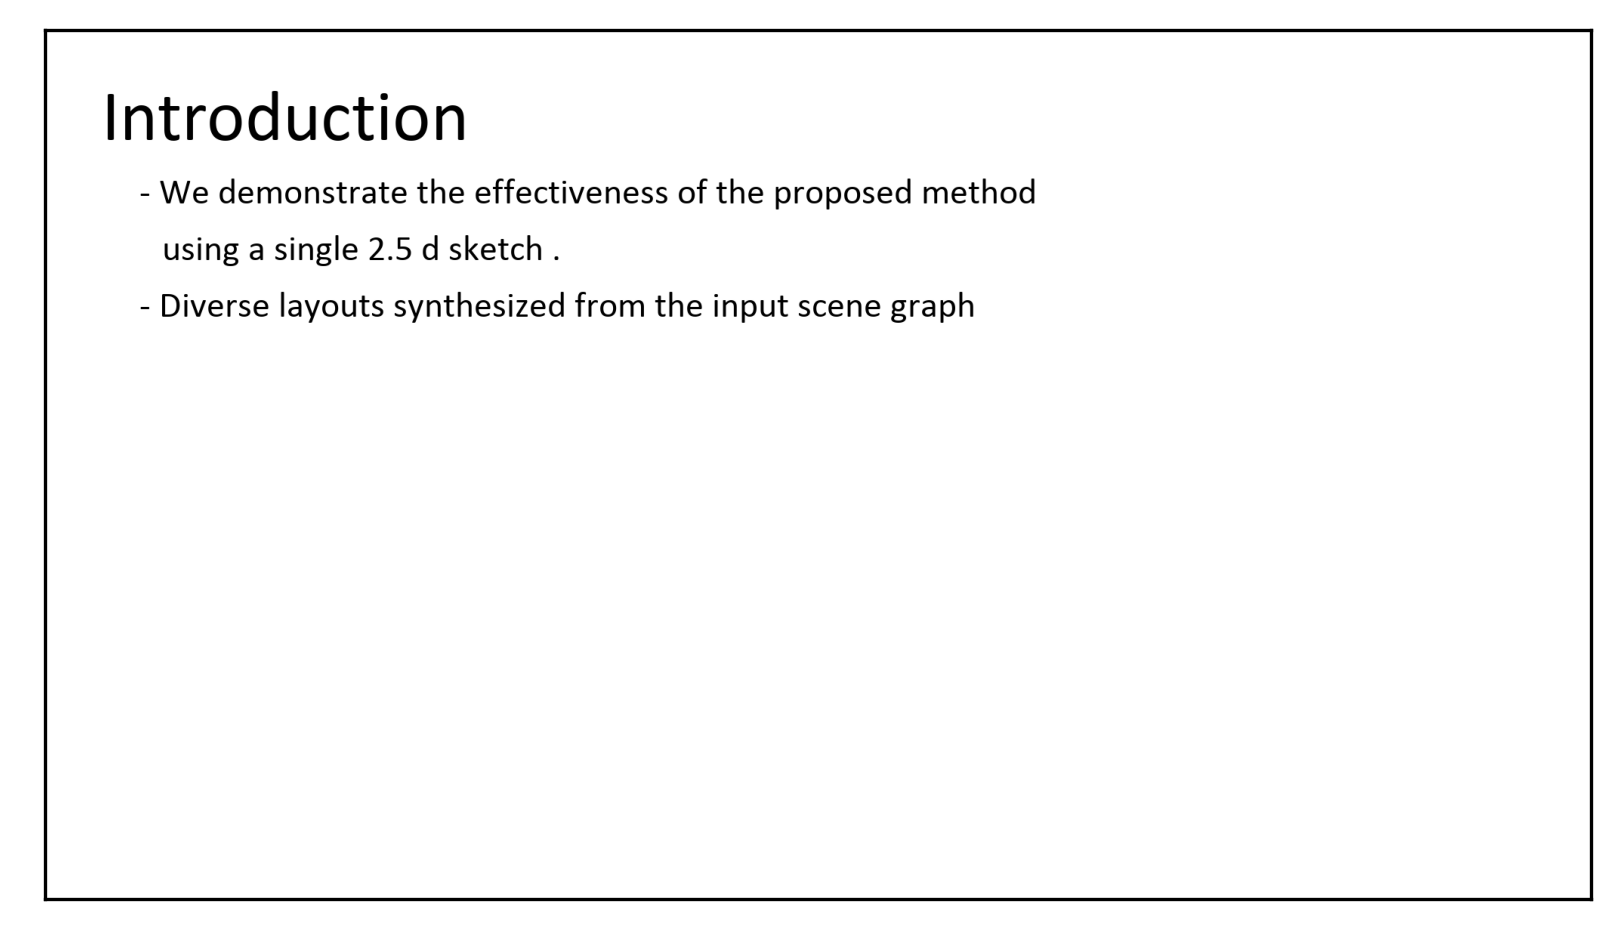 Introduction
- We demonstrate the effectiveness of the proposed method
using a single 2.5 d sketch .
- Diverse layouts synthesized from the input scene graph